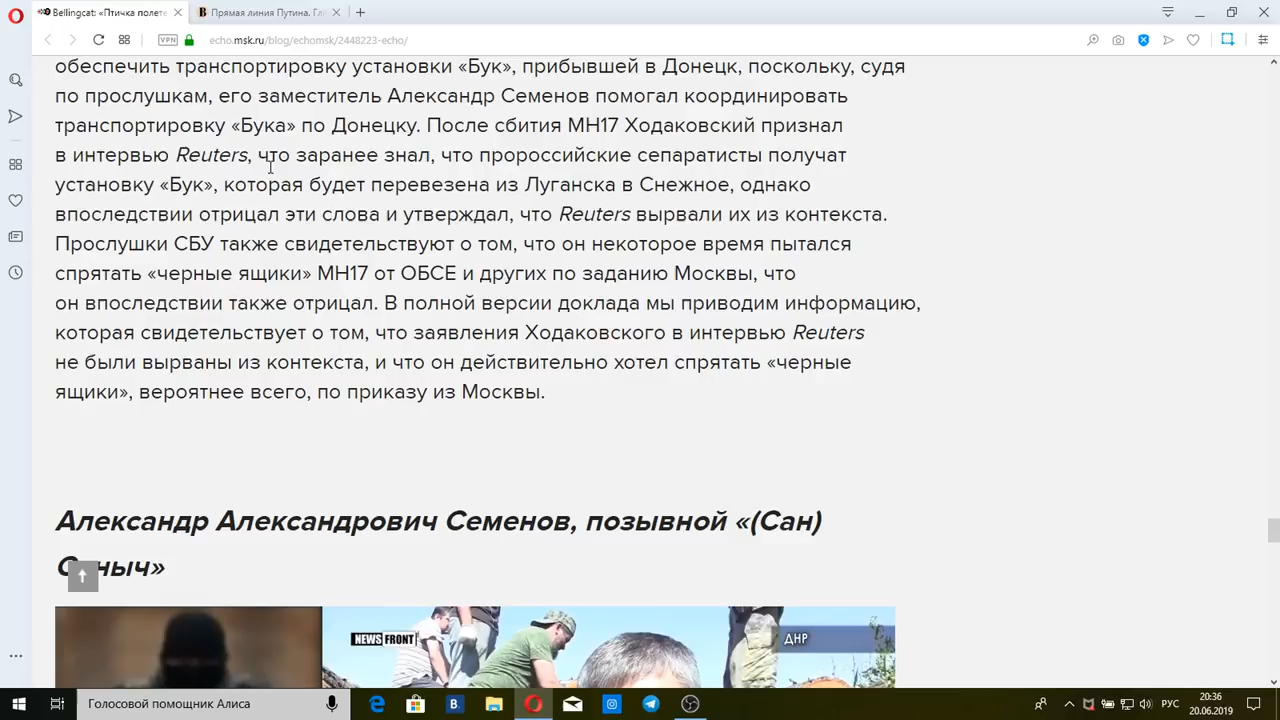 Bellingcat: «Птичка полете
Прямая линия Путина. Гл
VPN
echo.msk.ru/blog/echomsk/2448223-echo/
обеспечить транспортировку установки «Бук», прибывшей в Донецк, поскольку, судя
по прослушкам, его заместитель Александр Семенов помогал координировать
транспортировку «Бука» по Донецку. После сбития MH17 Ходаковский признал
в интервью Reuters, что заранее знал, что пророссийские сепаратисты получат
установку «Бук», которая будет перевезена из Луганска в Снежное, однако
впоследствии отрицал эти слова и утверждал, что Reuters вырвали их из контекста.
Прослушки СБУ также свидетельствуют о том, что он некоторое время пытался
спрятать «черные ящики» MH17 от ОБСЕ и других по заданию Москвы, что
он впоследствии также отрицал. В полной версии доклада мы приводим информацию,
которая свидетельствует о том, что заявления Ходаковского в интервью Reuters
не были вырваны из контекста, и что он действительно хотел спрятать «черные
ящики», вероятнее всего, по приказу из Москвы.
Александр Александрович Семенов, позывной «(Сан)
NEWS FRONT
ДНР
Голосовой помощник Алиса
РУС
20:36
20.06.2019